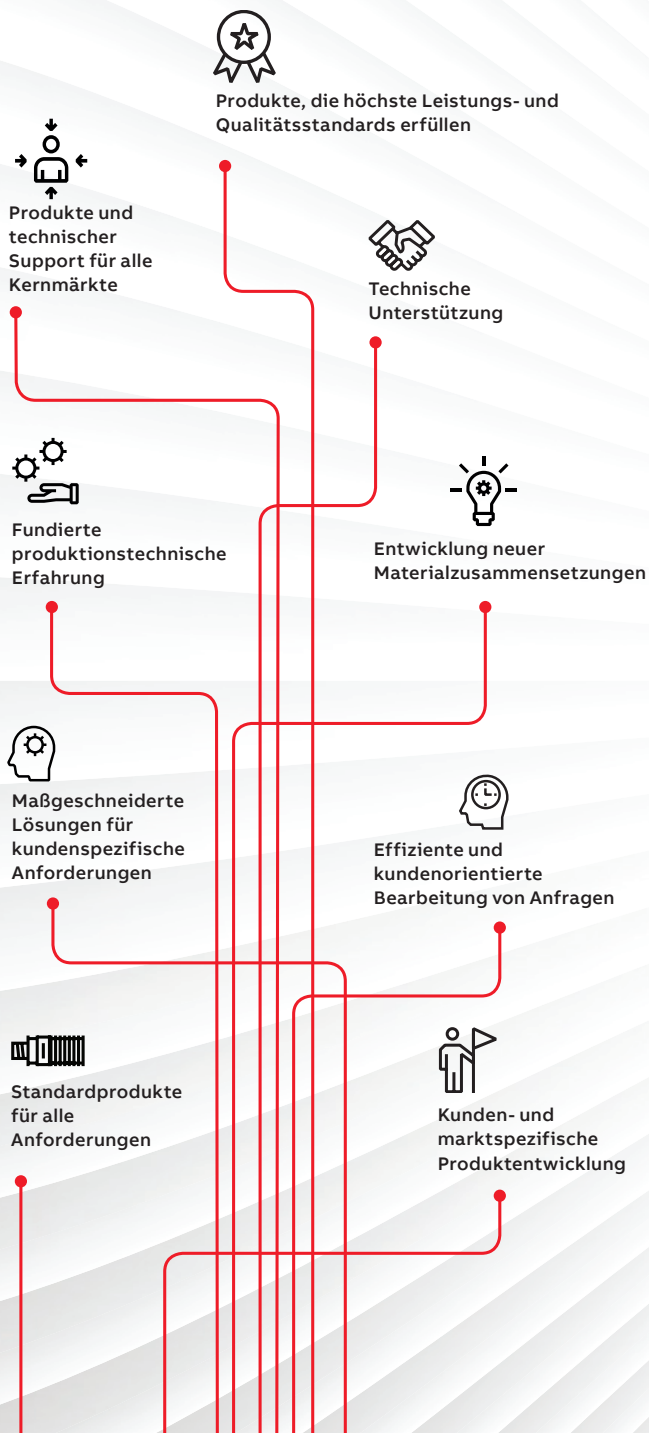 Produkte, die höchste Leistungs- und
Qualitätsstandards erfüllen
Produkte und
technischer
Support für alle
Kernmärkte
Technische
Unterstützung
Fundierte
produktionstechnische
Erfahrung
Entwicklung neuer
Materialzusammensetzungen
Maßgeschneiderte
Lösungen für
kundenspezifische
Anforderungen
Effiziente und
kundenorientierte
Bearbeitung von Anfragen
Standardprodukte
für alle
Anforderungen
Kunden- und
marktspezifische
Produktentwicklung